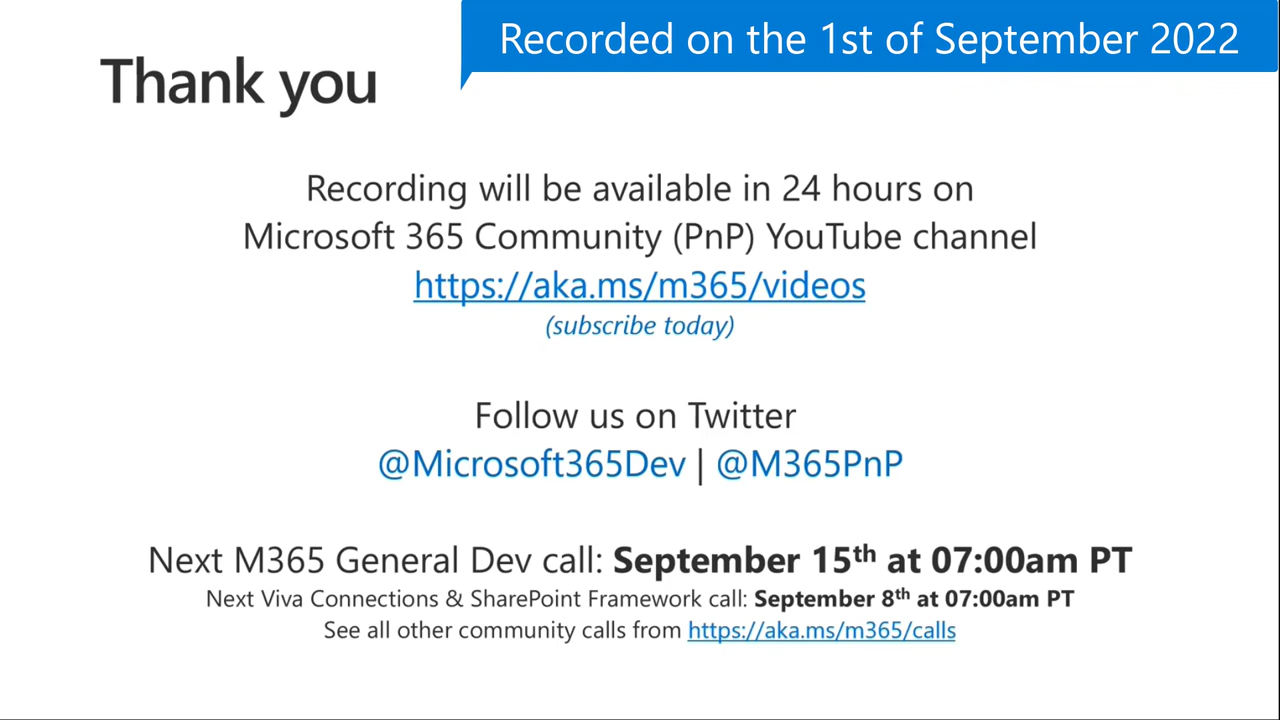 Recorded on the 1st of September 2022
Thank you
Recording will be available in 24 hours on
Microsoft 365 Community (PnP) YouTube channel
https://aka.ms/m365/videos
(subscribe today)
Follow us on Twitter
@Microsoft365Dev | @M365PnP
Next M365 General Dev call: September 15th at 07:00am PT
Next Viva Connections & SharePoint Framework call: September 8th at 07:00am PT
See all other community calls from https://aka.ms/m365/calls